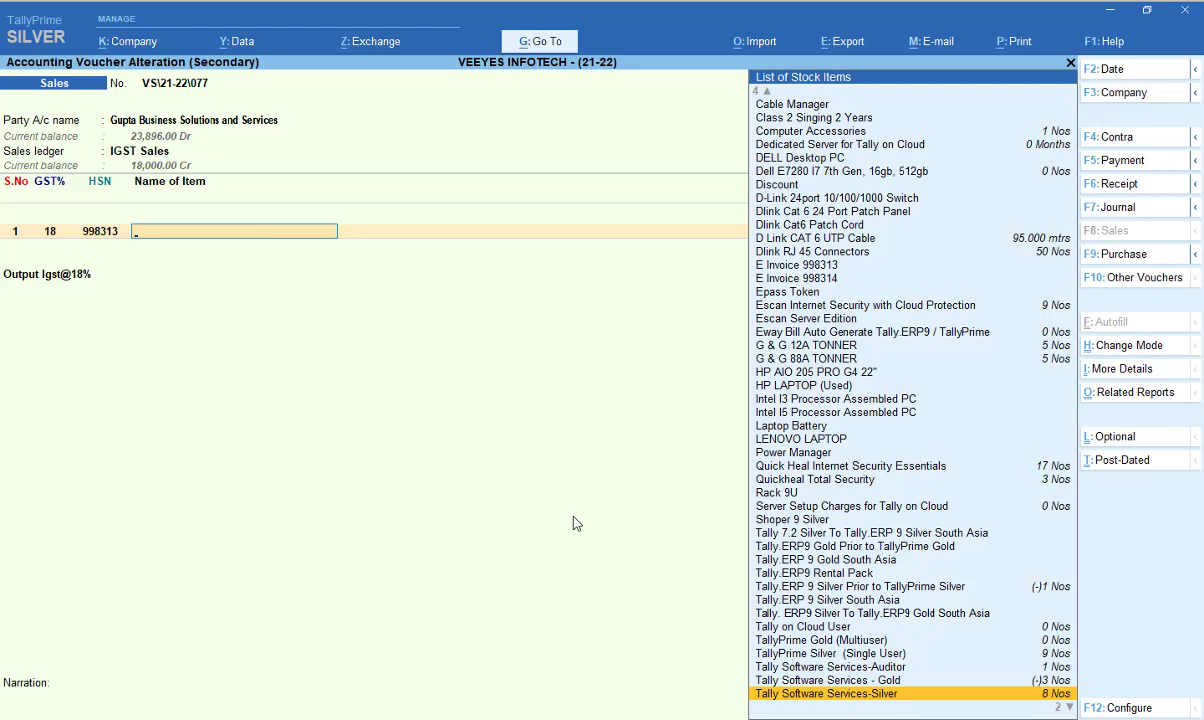 TallyPrime
SILVER
MANAGE
K: Company
Y: Data
Z: Exchange
G: Go To
O: Import
E: Export
M: E-mail
P: Print
F1: Help
Accounting Voucher Alteration (Secondary)
VEEYES INFOTECH - (21-22)
Sales No. VS\21-22\077
Party A/c name : Gupta Business Solutions and Services
Current balance : 23,896.00 Dr
Sales ledger : IGST Sales
Current balance : 18,000.00 Cr
S.No GST% HSN Name of Item
1 18 998313
Output Igst@18%
Narration:
List of Stock Items
4 ▲
Cable Manager
Class 2 Singing 2 Years
Computer Accessories 1 Nos
Dedicated Server for Tally on Cloud 0 Months
DELL Desktop PC
Dell E7280 I7 7th Gen, 16gb, 512gb 0 Nos
Discount
D-Link 24port 10/100/1000 Switch
Dlink Cat 6 24 Port Patch Panel
Dlink Cat6 Patch Cord
D Link CAT 6 UTP Cable 95.000 mtrs
Dlink RJ 45 Connectors 50 Nos
E Invoice 998313
E Invoice 998314
Epass Token
Escan Internet Security with Cloud Protection 9 Nos
Escan Server Edition
Eway Bill Auto Generate Tally.ERP9 / TallyPrime 0 Nos
G & G 12A TONNER 5 Nos
G & G 88A TONNER 5 Nos
HP AIO 205 PRO G4 22"
HP LAPTOP (Used)
Intel I3 Processor Assembled PC
Intel I5 Processor Assembled PC
Laptop Battery
LENOVO LAPTOP
Power Manager
Quick Heal Internet Security Essentials 17 Nos
Quickheal Total Security 3 Nos
Rack 9U
Server Setup Charges for Tally on Cloud 0 Nos
Shoper 9 Silver
Tally 7.2 Silver To Tally.ERP 9 Silver South Asia
Tally.ERP9 Gold Prior to TallyPrime Gold
Tally.ERP 9 Gold South Asia
Tally.ERP9 Rental Pack
Tally.ERP 9 Silver Prior to TallyPrime Silver (-)1 Nos
Tally.ERP 9 Silver South Asia
Tally. ERP9 Silver To Tally.ERP9 Gold South Asia
Tally on Cloud User 0 Nos
TallyPrime Gold (Multiuser) 0 Nos
TallyPrime Silver (Single User) 9 Nos
Tally Software Services-Auditor 1 Nos
Tally Software Services - Gold (-)3 Nos
Tally Software Services-Silver 8 Nos
2 ▼
F2: Date
F3: Company
F4: Contra
F5: Payment
F6: Receipt
F7: Journal
F8: Sales
F9: Purchase
F10: Other Vouchers
E: Autofill
H: Change Mode
I: More Details
O: Related Reports
L: Optional
T: Post-Dated
F12: Configure